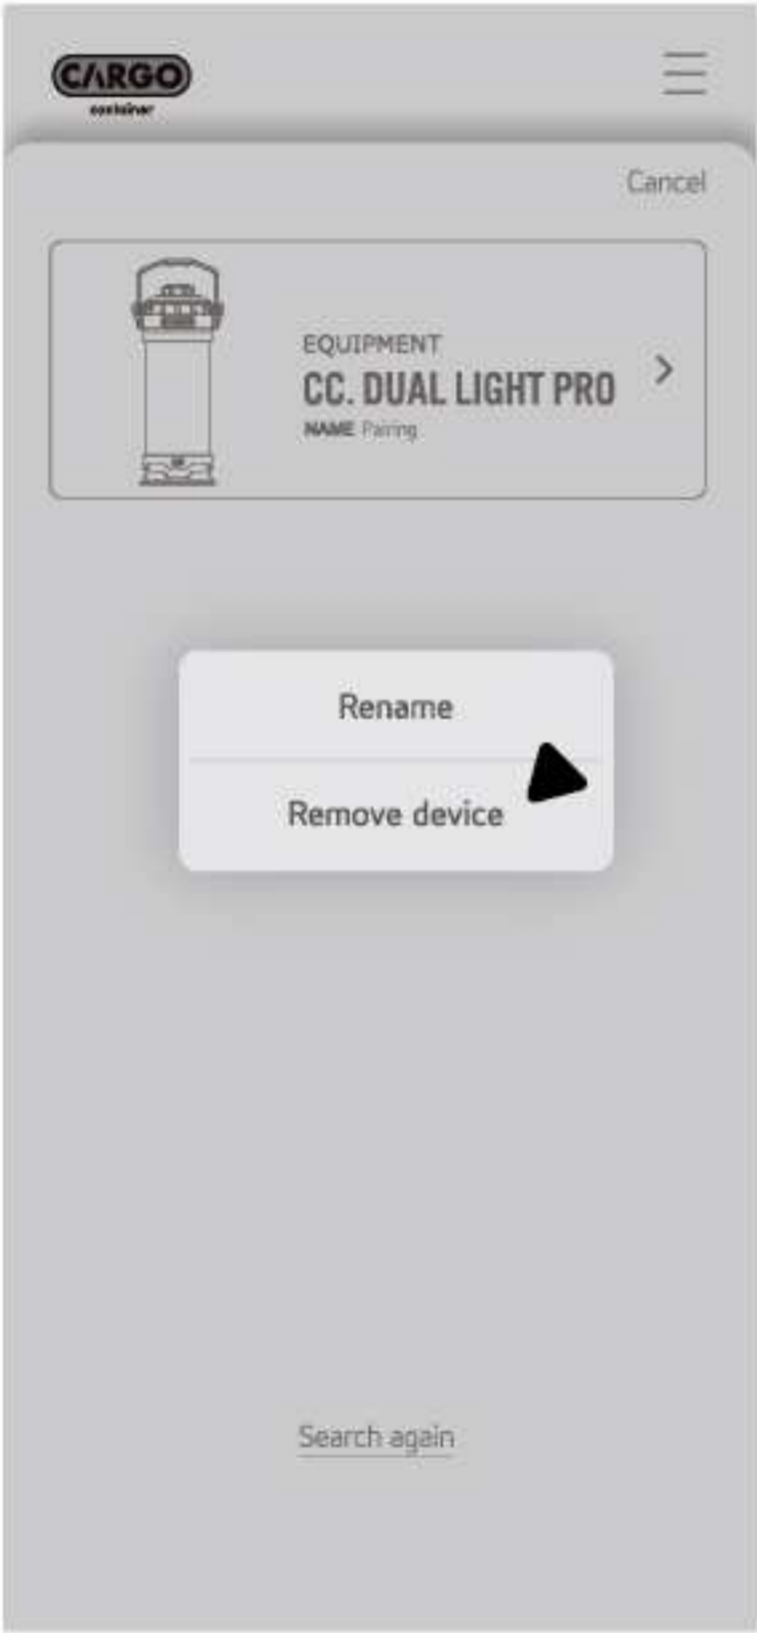 CARGO
container
Cancel
EQUIPMENT
CC. DUAL LIGHT PRO
NAME Pairing
Rename
Remove device
Search again